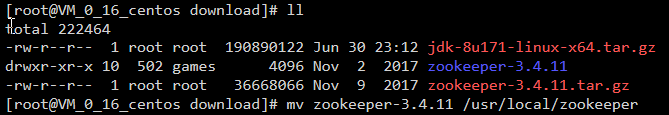 [root@VM_0_16_centos download]# ll
total 222464
-rw-r--r-- 1 root root 190890122 Jun 30 23:12 jdk-8u171-linux-x64.tar.gz
drwxr-xr-x 10 502 games 4096 Nov 2 2017 zookeeper-3.4.11
-rw-r--r-- 1 root root 36668066 Nov 9 2017 zookeeper-3.4.11.tar.gz
[root@VM_0_16_centos download]# mv zookeeper-3.4.11 /usr/local/zookeeper